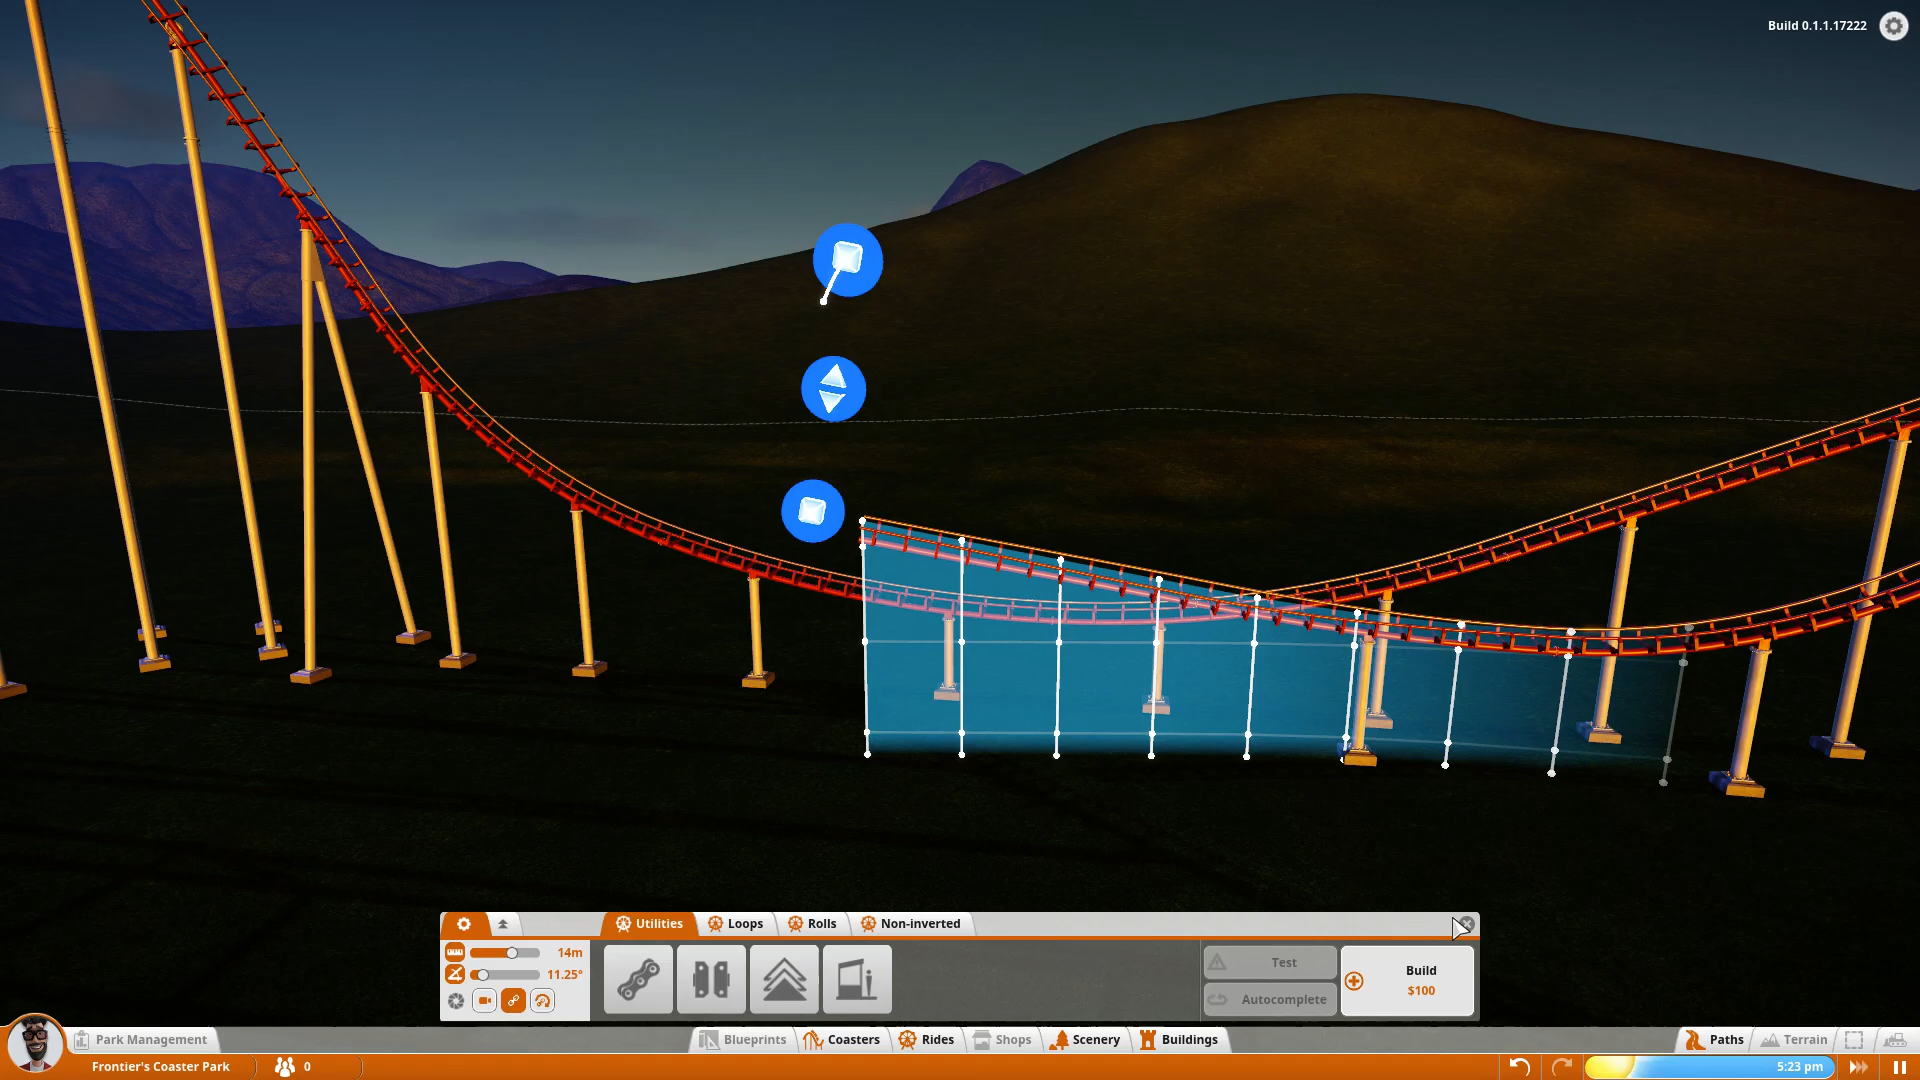 Build 0.1.1.17222
Utilities
Loops
Rolls
Non-inverted
14m
11.25°
Test
Autocomplete
Build
$100
Park Management
Blueprints
Coasters
Rides
Shops
Scenery
Buildings
Paths
Terrain
Frontier's Coaster Park
0
5:23 pm